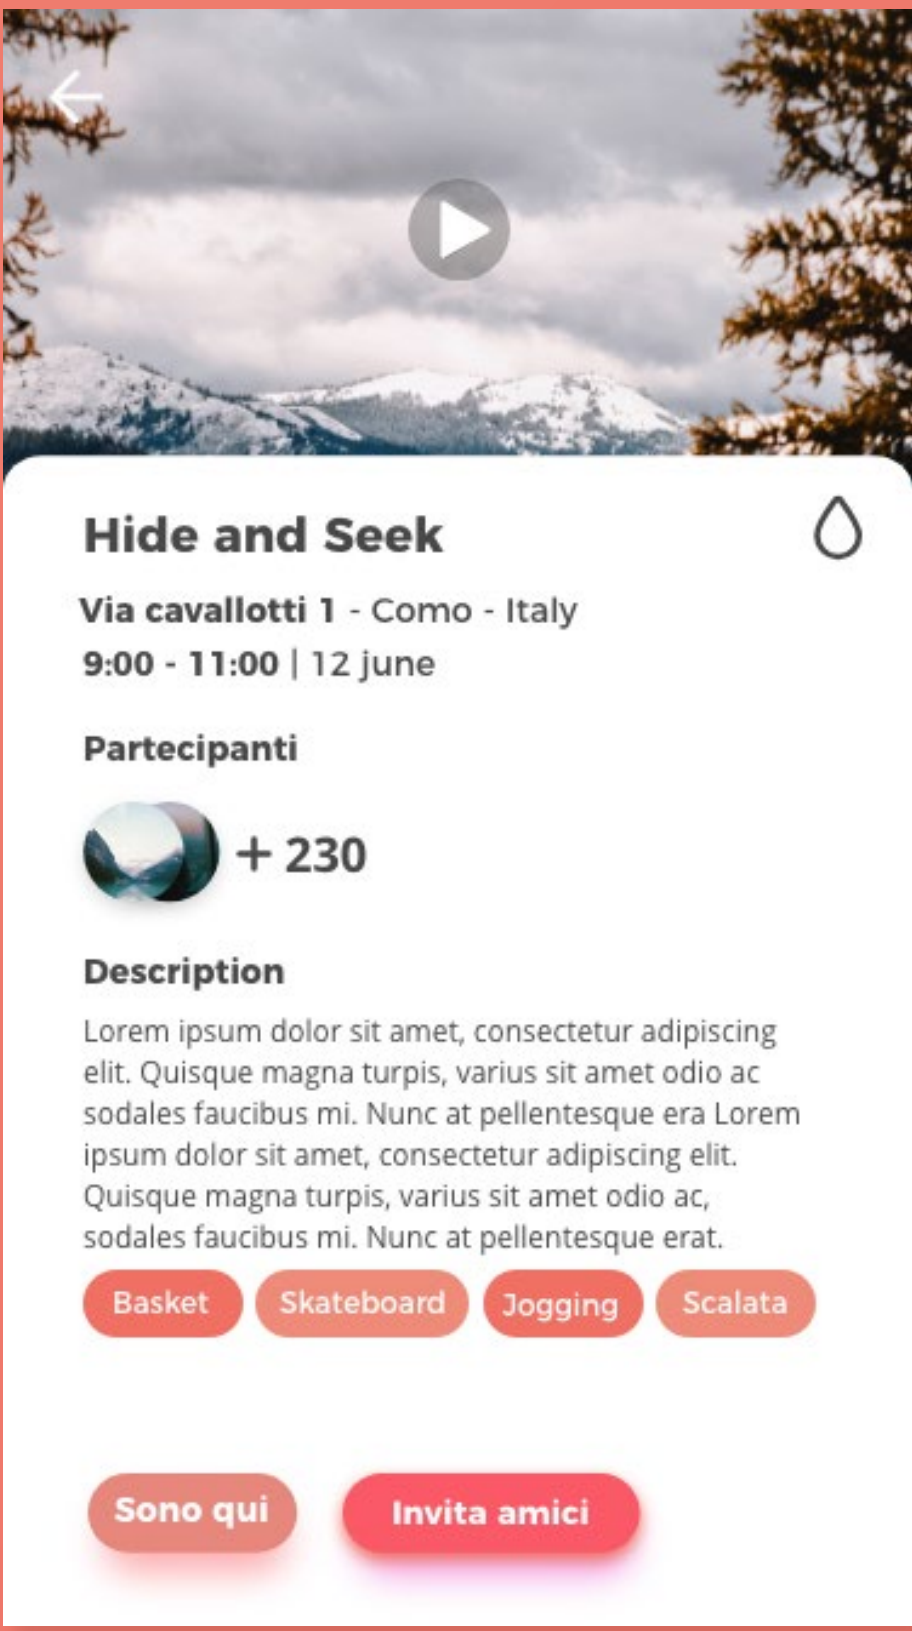 Hide and Seek
Via cavallotti 1 - Como - Italy
9:00 - 11:00 | 12 june
Partecipanti
+ 230
Description
Lorem ipsum dolor sit amet, consectetur adipiscing
elit. Quisque magna turpis, varius sit amet odio ac
sodales faucibus mi. Nunc at pellentesque era Lorem
ipsum dolor sit amet, consectetur adipiscing elit.
Quisque magna turpis, varius sit amet odio ac,
sodales faucibus mi. Nunc at pellentesque erat.
Basket Skateboard Jogging Scalata
Sono qui Invita amici